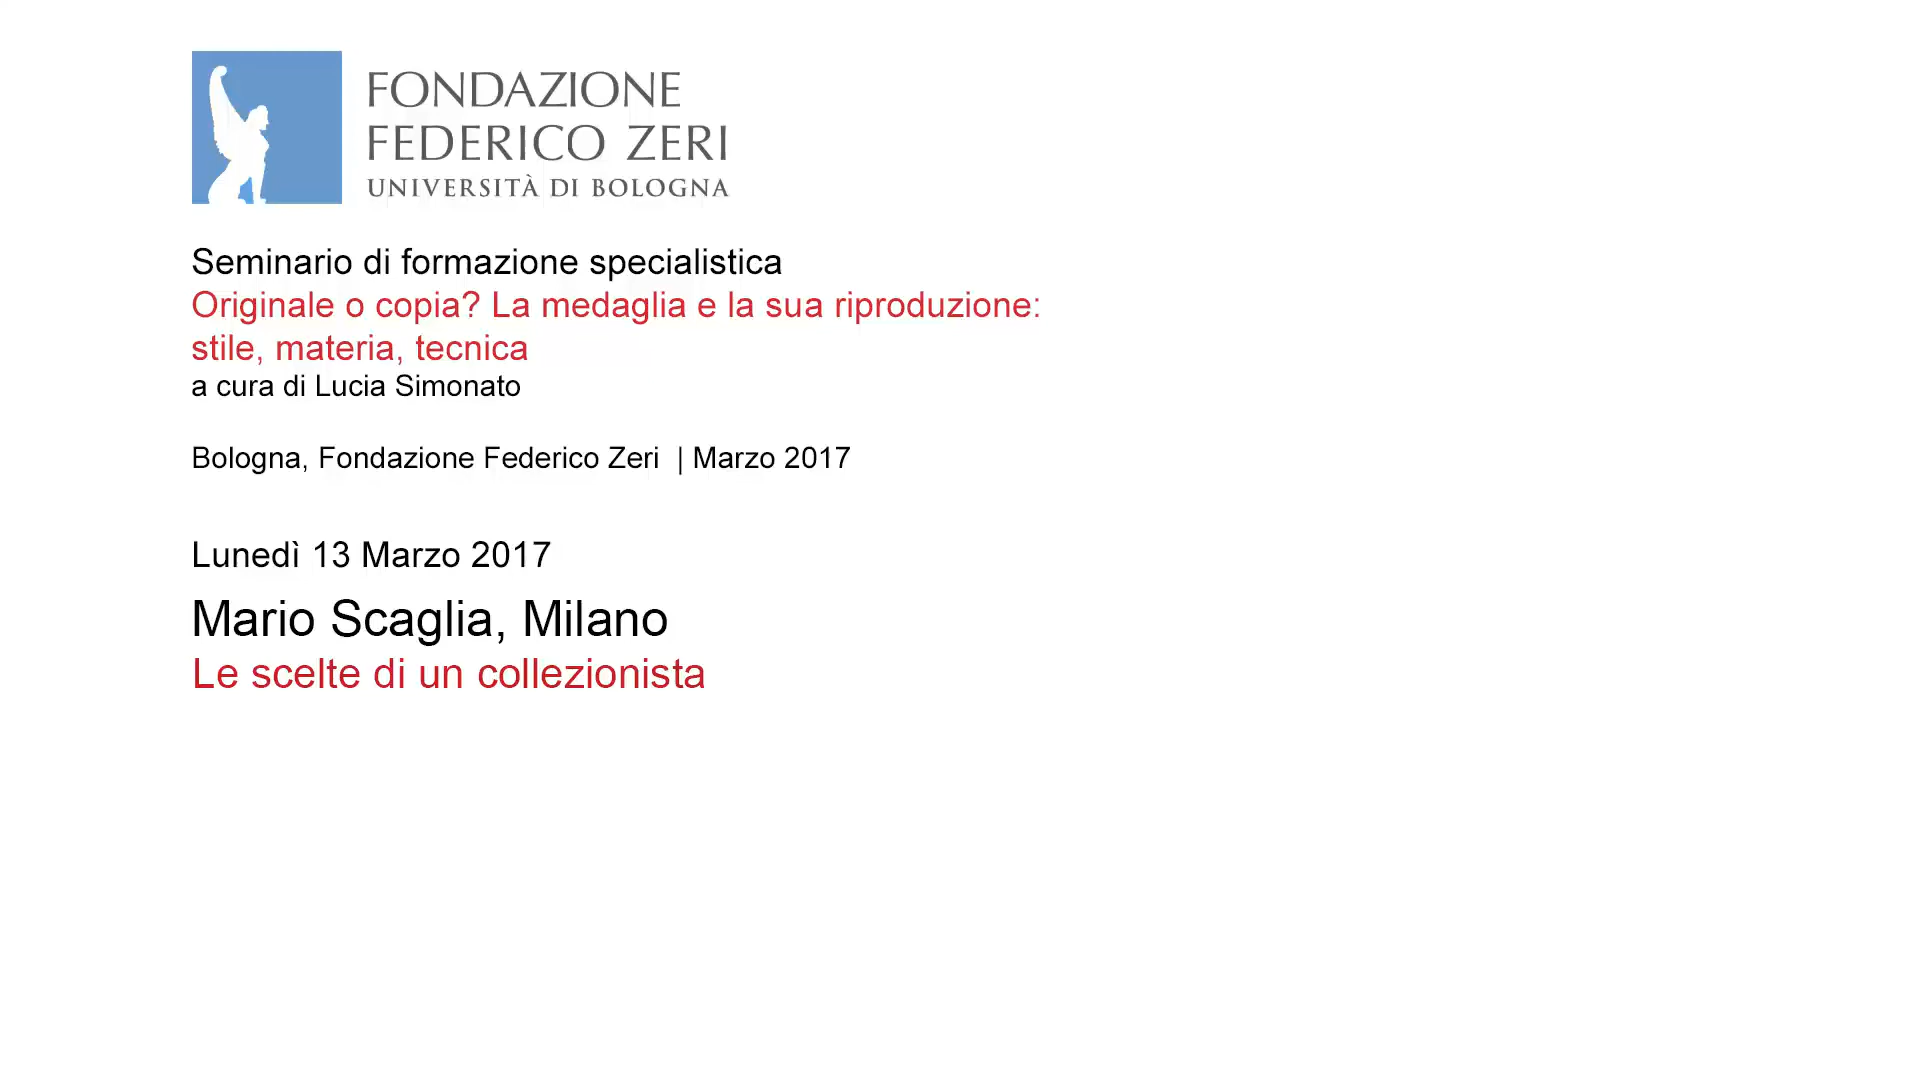 FONDAZIONE
FEDERICO ZERI
UNIVERSITÀ DI BOLOGNA
Seminario di formazione specialistica
Originale o copia? La medaglia e la sua riproduzione:
stile, materia, tecnica
a cura di Lucia Simonato
Bologna, Fondazione Federico Zeri | Marzo 2017
Lunedì 13 Marzo 2017
Mario Scaglia, Milano
Le scelte di un collezionista